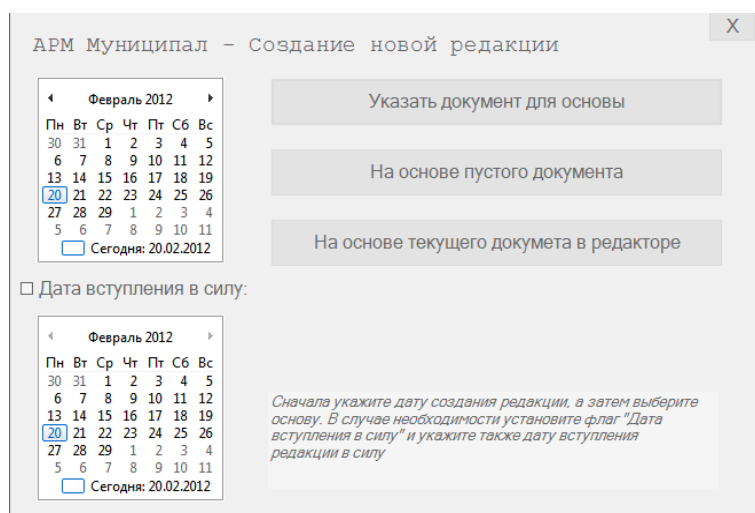 X
АРМ Муниципал - Создание новой редакции
Февраль 2012
Пн Вт Ср Чт Пт Сб Вс
30 31 1 2 3 4 5
6 7 8 9 10 11 12
13 14 15 16 17 18 19
20 21 22 23 24 25 26
27 28 29 1 2 3 4
5 6 7 8 9 10 11
Сегодня: 20.02.2012
Указать документ для основы
На основе пустого документа
На основе текущего докумета в редакторе
Дата вступления в силу:
Февраль 2012
Пн Вт Ср Чт Пт Сб Вс
30 31 1 2 3 4 5
6 7 8 9 10 11 12
13 14 15 16 17 18 19
20 21 22 23 24 25 26
27 28 29 1 2 3 4
5 6 7 8 9 10 11
Сегодня: 20.02.2012
Сначала укажите дату создания редакции, а затем выберите
основу. В случае необходимости установите флаг "Дата
вступления в силу" и укажите также дату вступления
редакции в силу